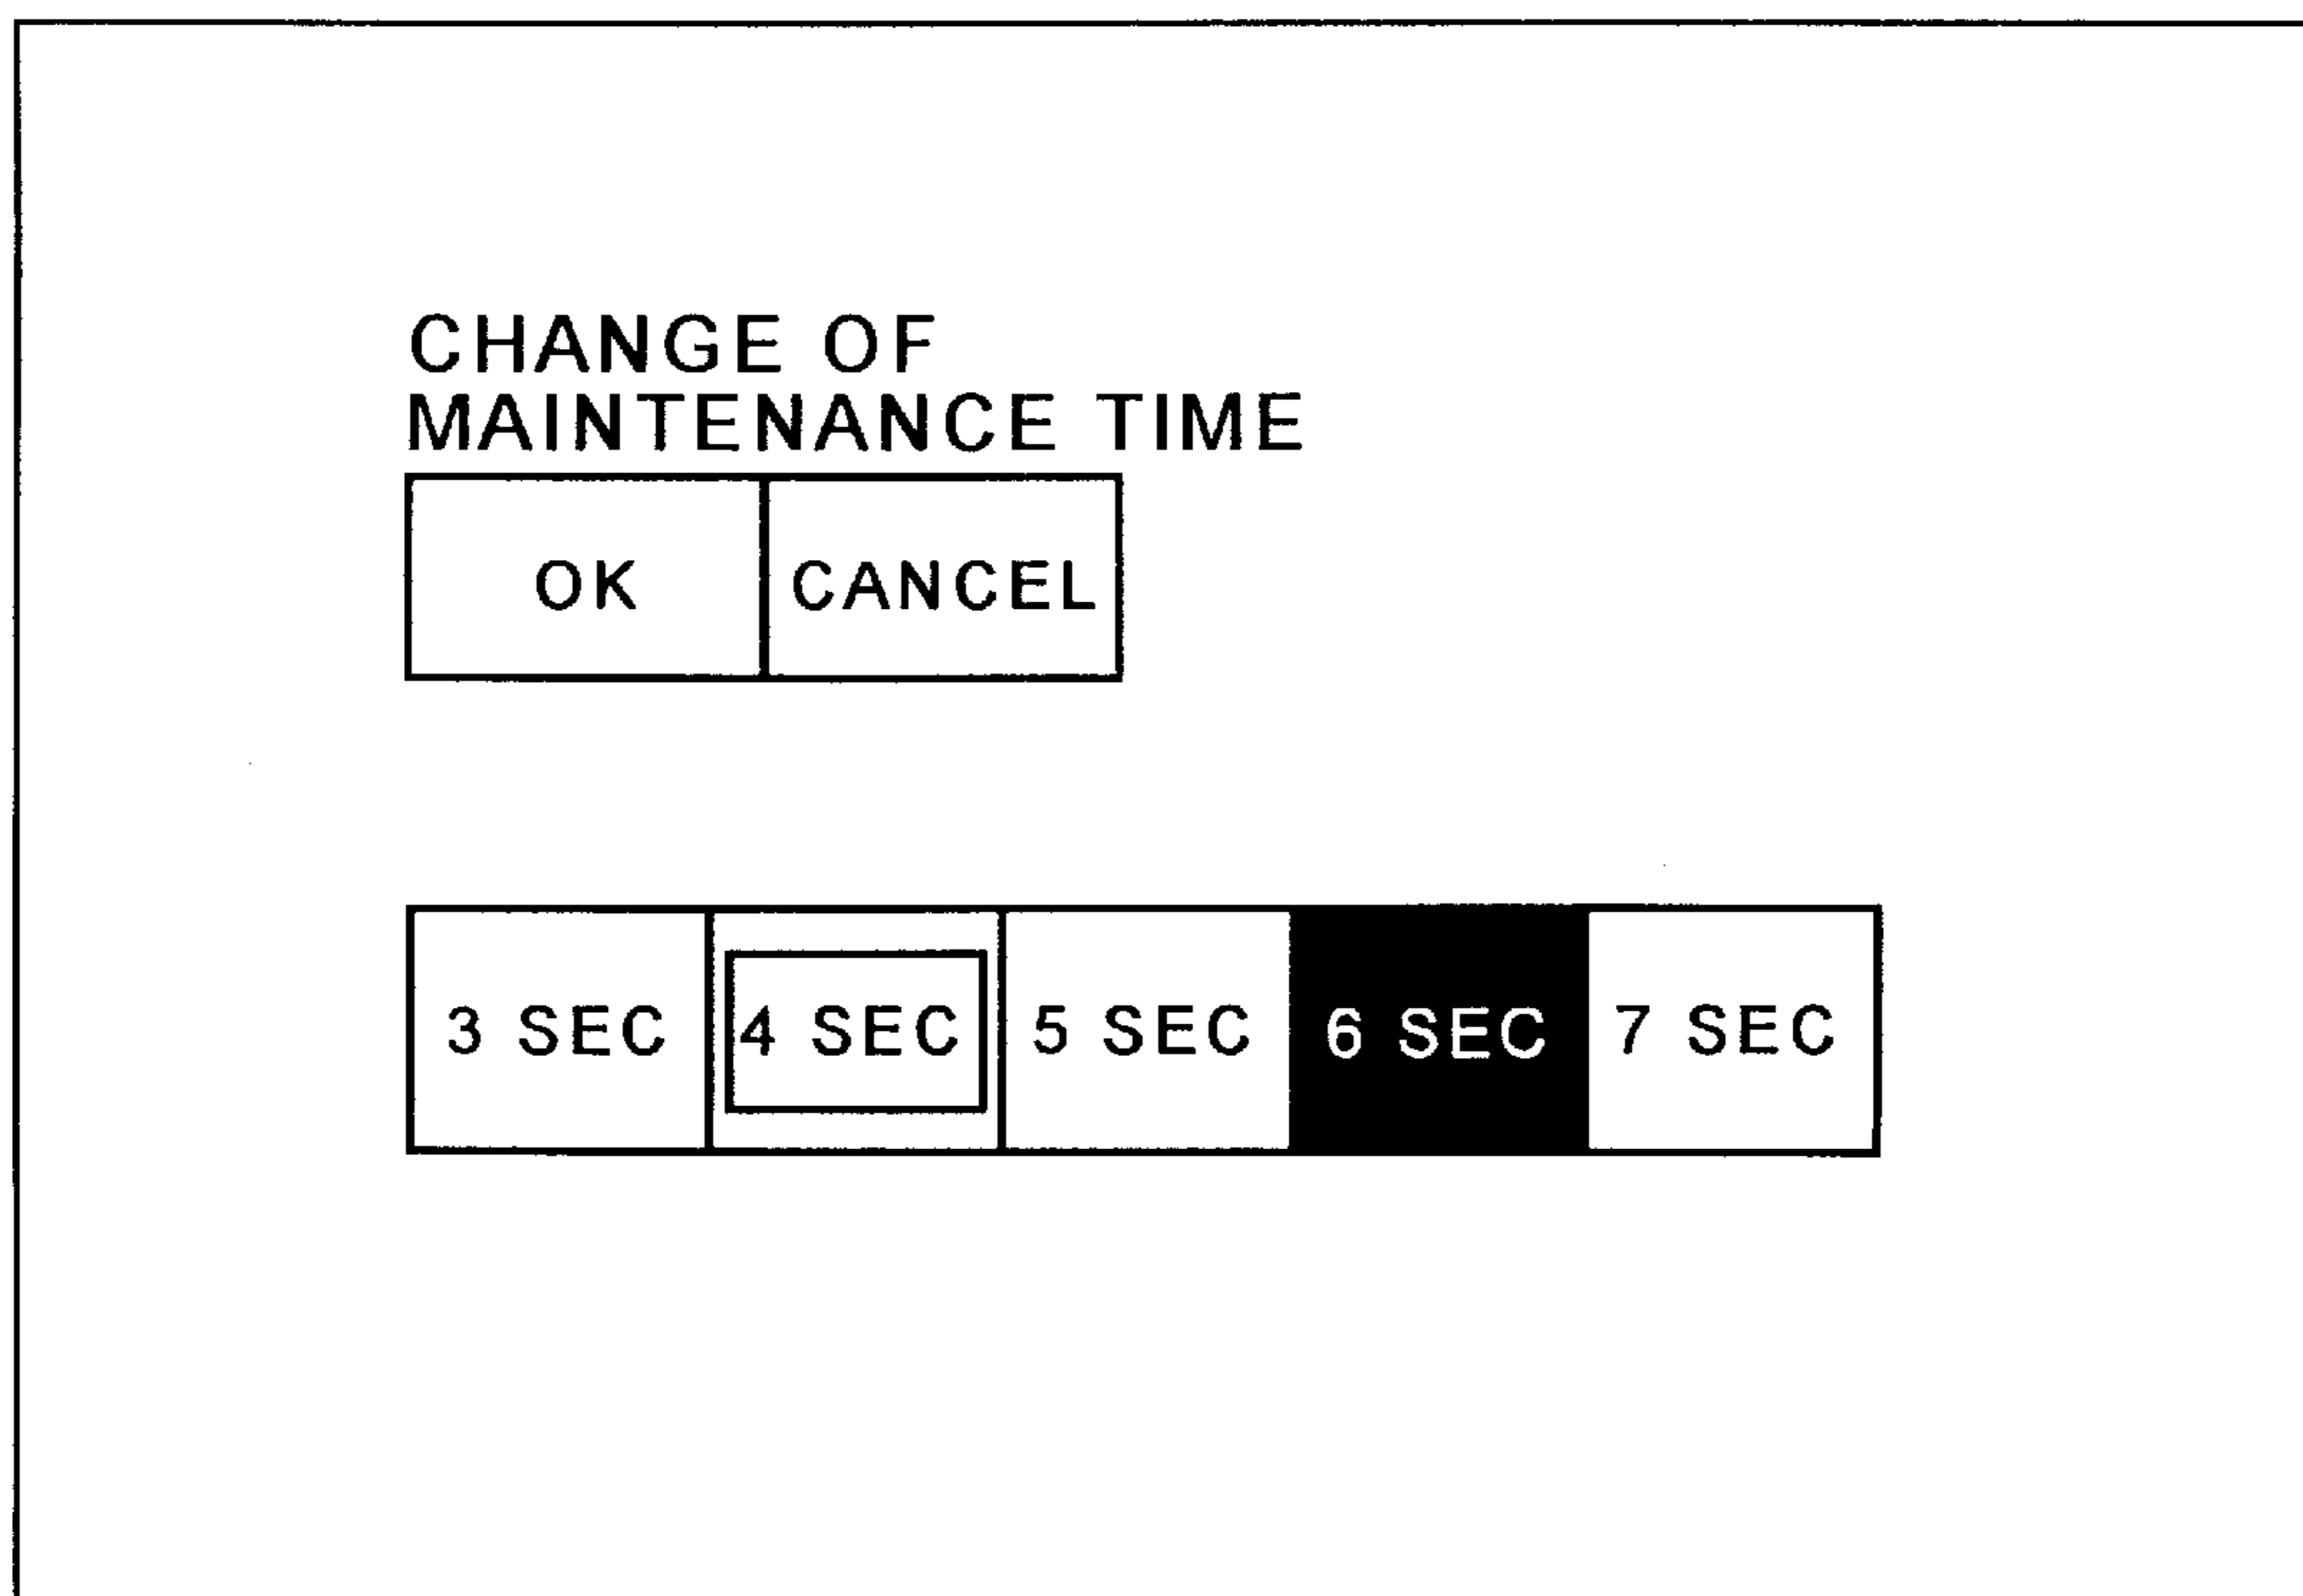 CHANGE OF
MAINTENANCE TIME
OK CANCEL
3 SEC 4 SEC 5 SEC 6 SEC 7 SEC